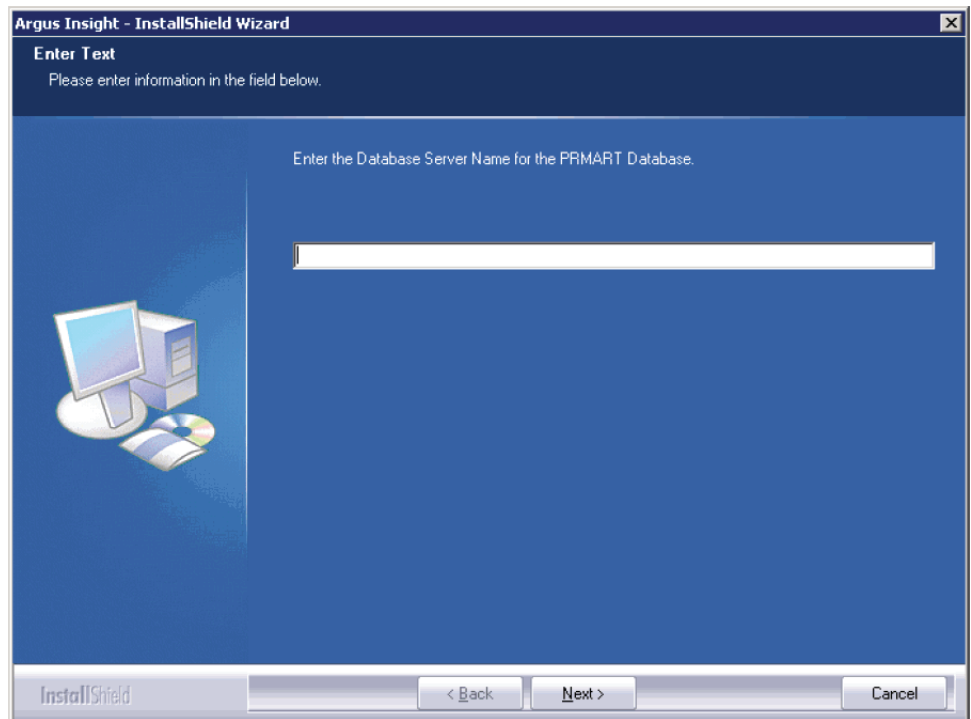 Argus Insight - InstallShield Wizard
Enter Text
Please enter information in the field below.
Enter the Database Server Name for the PRMART Database.
InstallShield
< Back
Next >
Cancel